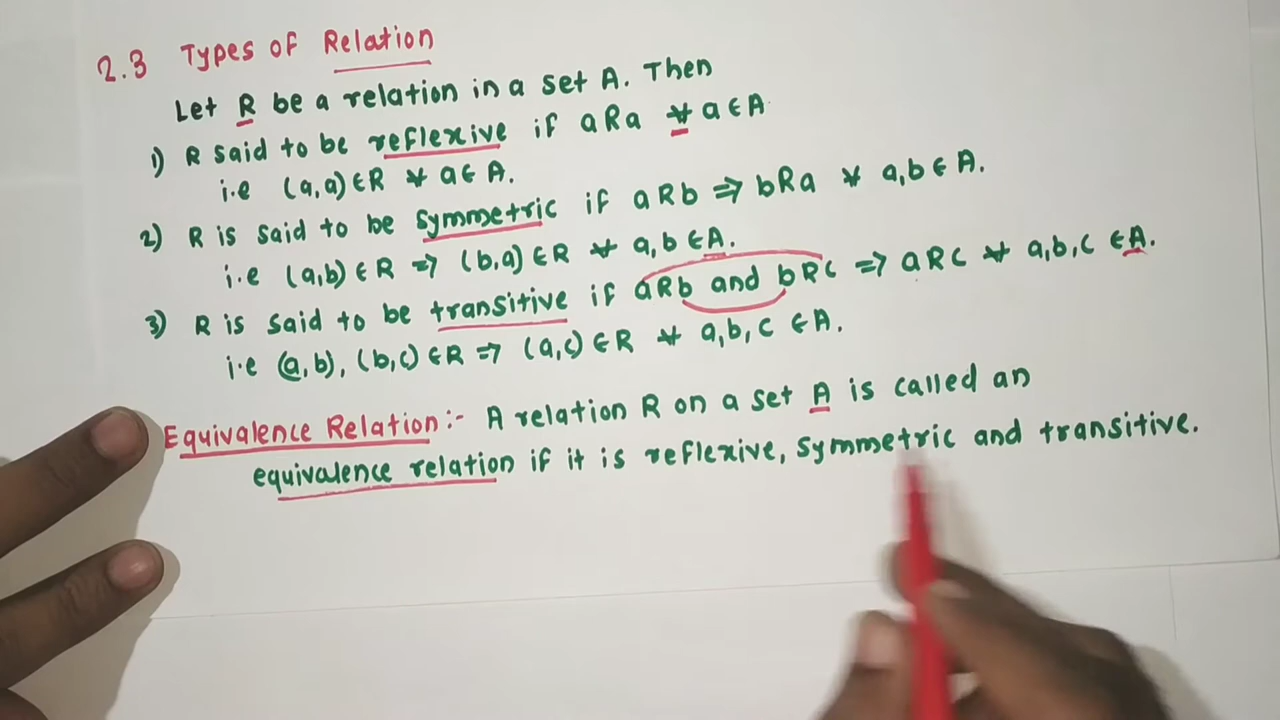 2.3 Types of Relation
Let R be a relation in a set A. Then
1) R said to be reflexive if aRa ∀ a∈A
i.e (a,a)∈R ∀ a∈A.
2) R is said to be symmetric if aRb ⇒ bRa ∀ a,b∈A.
i.e (a,b)∈R ⇒ (b,a)∈R ∀ a,b∈A.
3) R is said to be transitive if aRb and bRc ⇒ aRc ∀ a,b,c ∈A.
i.e (a,b), (b,c)∈R ⇒ (a,c)∈R ∀ a,b,c ∈A.
Equivalence Relation:- A relation R on a set A is called an
equivalence relation if it is reflexive, symmetric and transitive.